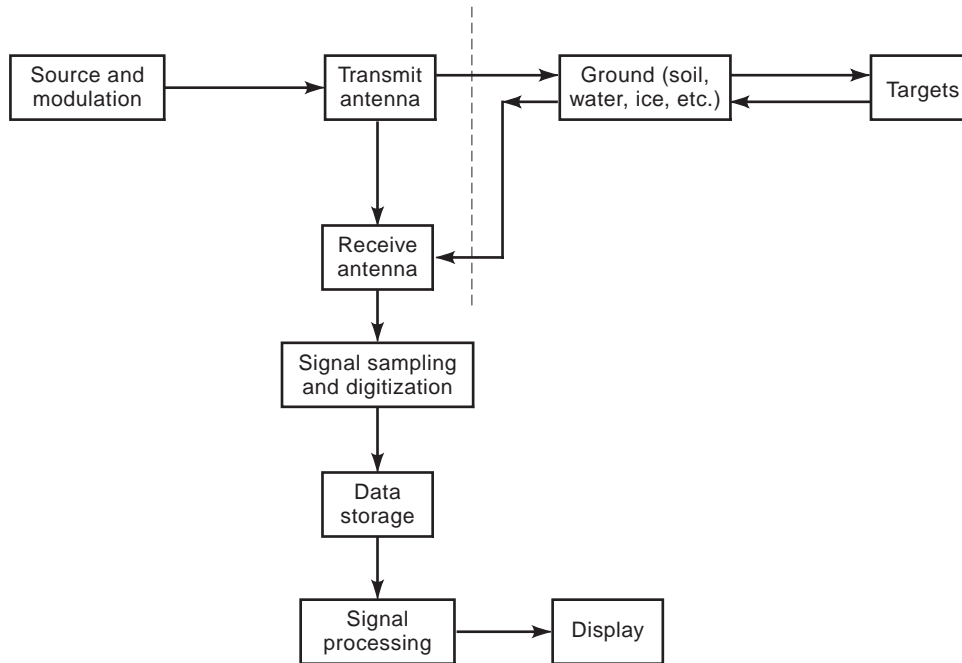 Source and
modulation
Transmit
antenna
Ground (soil,
water, ice, etc.)
Targets
Receive
antenna
Signal sampling
and digitization
Data
storage
Signal
processing
Display